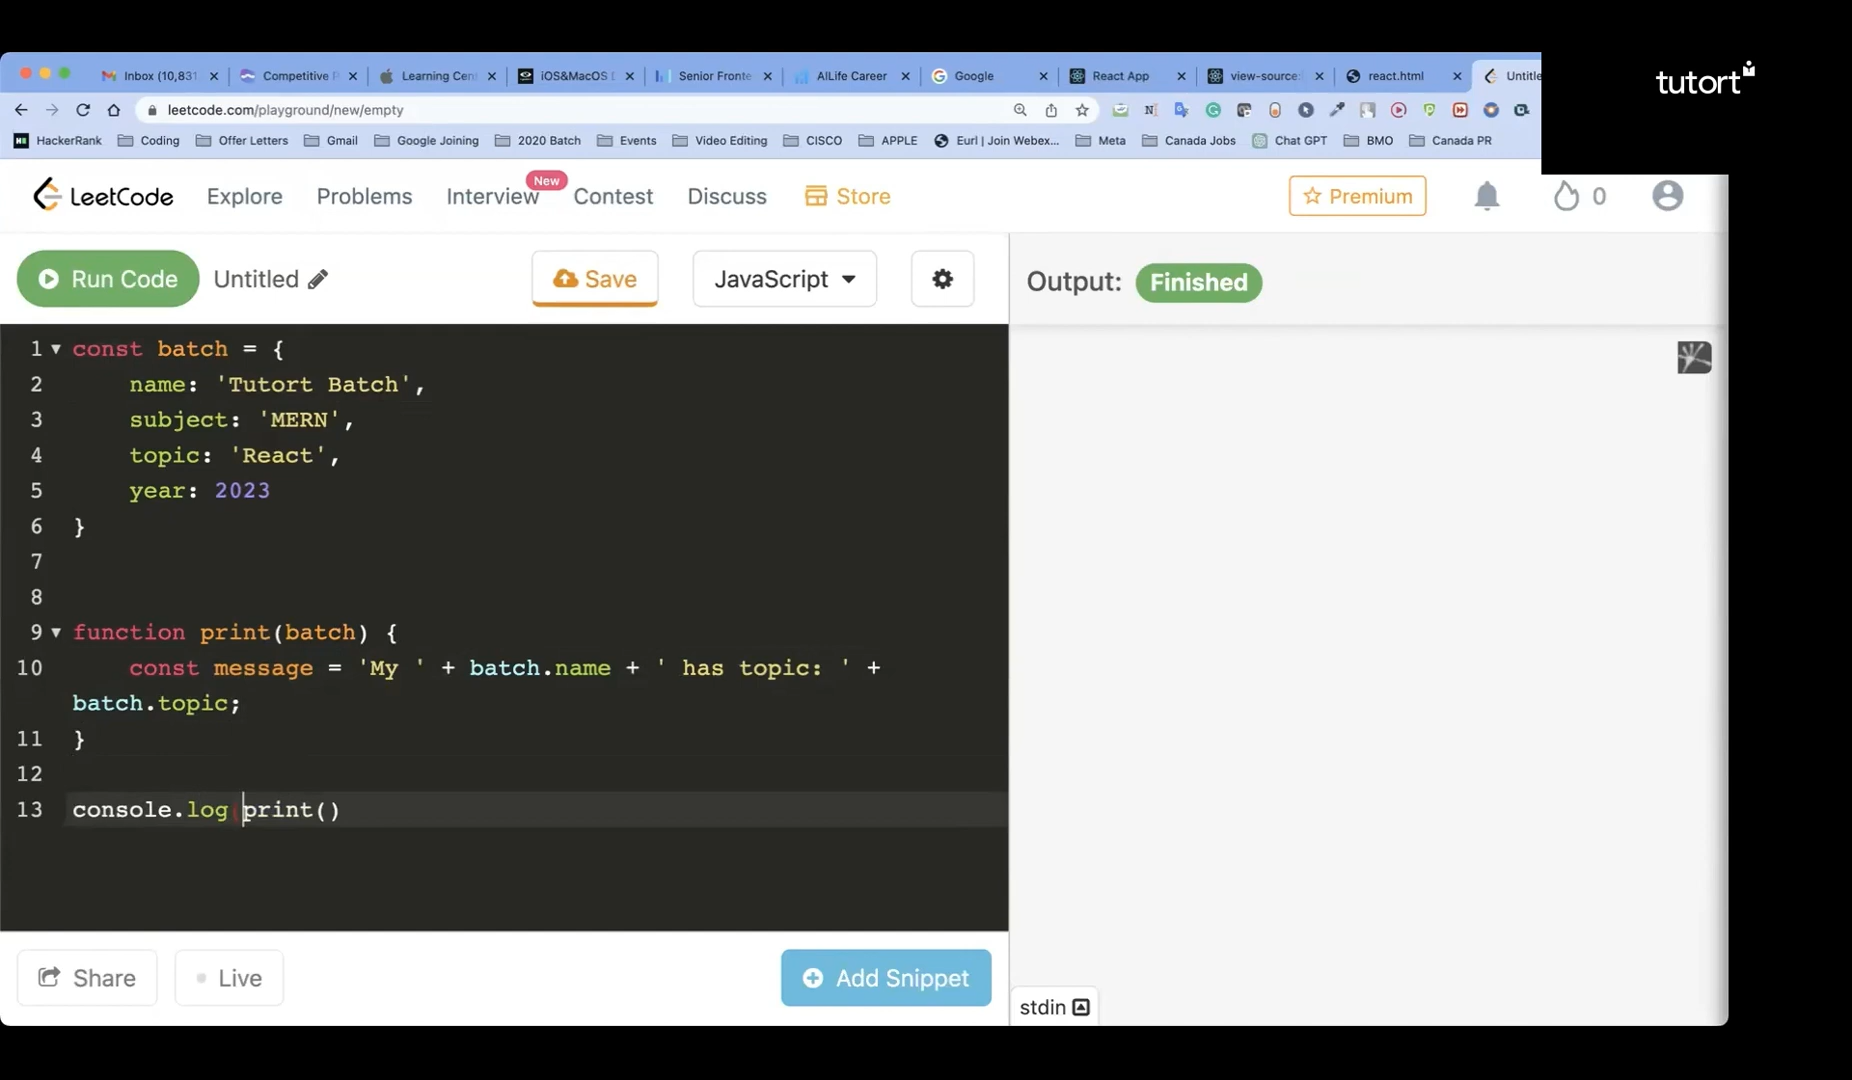 tutort
Inbox (10,831
Competitive P
Learning Cen
iOS&MacOS D
Senior Fronte
AlLife Career
Google
React App
view-source:
react.html
Untitle
leetcode.com/playground/new/empty
HackerRank
Coding
Offer Letters
Gmail
Google Joining
2020 Batch
Events
Video Editing
CISCO
APPLE
Eurl | Join Webex...
Meta
Canada Jobs
Chat GPT
BMO
Canada PR
LeetCode
Explore
Problems
Interview
New
Contest
Discuss
Store
Premium
0
Run Code
Untitled
Save
JavaScript
Output:
Finished
1 const batch = {
2 name: 'Tutort Batch',
3 subject: 'MERN',
4 topic: 'React',
5 year: 2023
6 }
7
8
9 function print(batch) {
10 const message = 'My ' + batch.name + ' has topic: ' +
batch.topic;
11 }
12
13 console.log(print()
Share
Live
Add Snippet
stdin